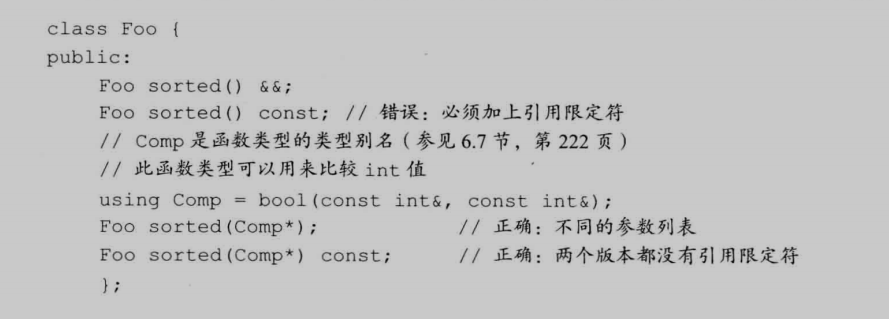 class Foo {
public:
Foo sorted() &&;
Foo sorted() const; // 错误：必须加上引用限定符
// Comp 是函数类型的类型别名（参见 6.7 节，第 222 页）
// 此函数类型可以用来比较 int 值
using Comp = bool(const int&, const int&);
Foo sorted(Comp*); // 正确：不同的参数列表
Foo sorted(Comp*) const; // 正确：两个版本都没有引用限定符
};